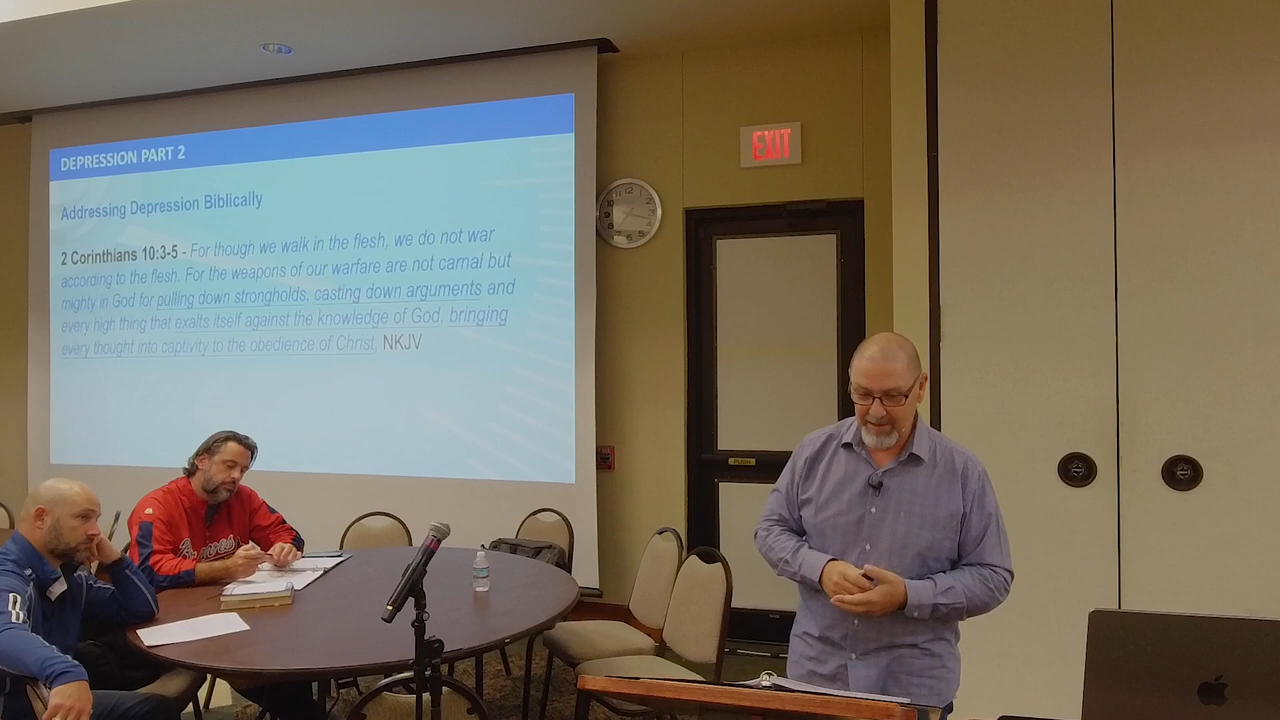 DEPRESSION PART 2
Addressing Depression Biblically
2 Corinthians 10:3-5 - For though we walk in the flesh, we do not war
according to the flesh. For the weapons of our warfare are not carnal but
mighty in God for pulling down strongholds, casting down arguments and
every high thing that exalts itself against the knowledge of God, bringing
every thought into captivity to the obedience of Christ, NKJV
EXIT
PUSH
Braves